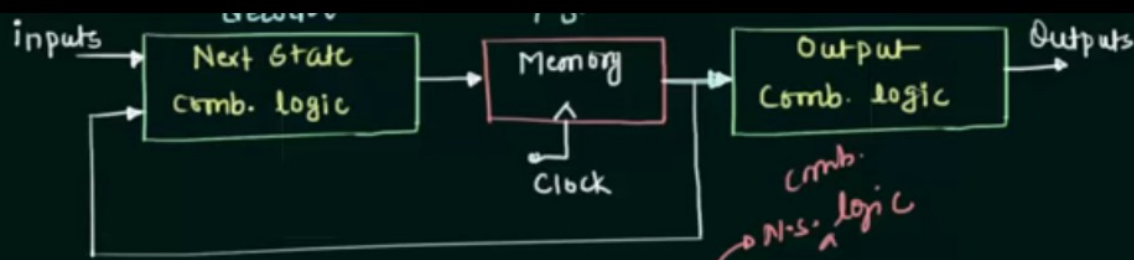 inputs
Next State
comb. logic
Memory
Clock
Output
Comb. logic
Outputs
comb.
N.S. logic